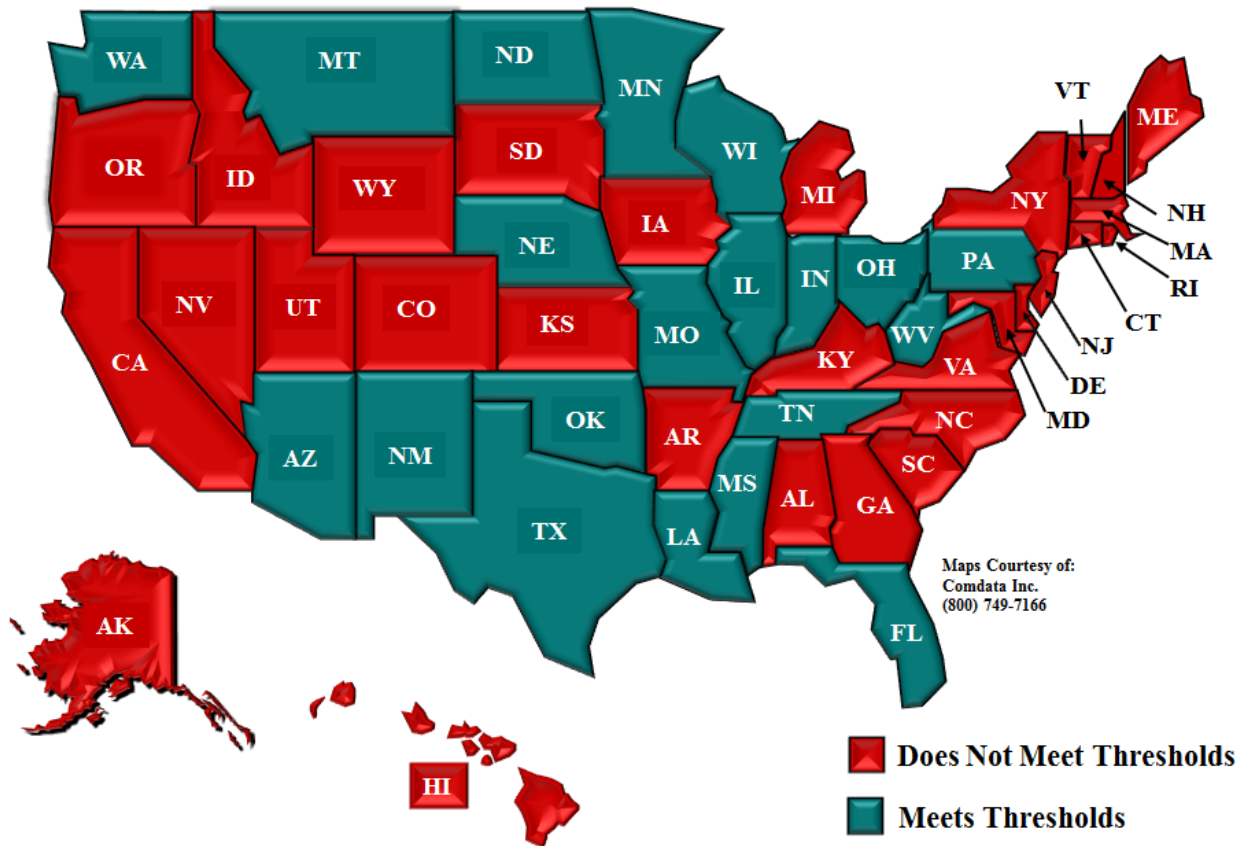 WA
MT
ND
MN
VT
ME
OR
ID
WY
SD
WI
MI
NY
NH
MA
RI
CT
NJ
DE
MD
IA
NE
PA
NV
UT
CO
KS
IL
IN
OH
MO
WV
VA
CA
KY
AZ
NM
OK
AR
TN
NC
SC
MS
AL
GA
TX
LA
FL
AK
HI
Maps Courtesy of:
Comdata Inc.
(800) 749-7166
Does Not Meet Thresholds
Meets Thresholds